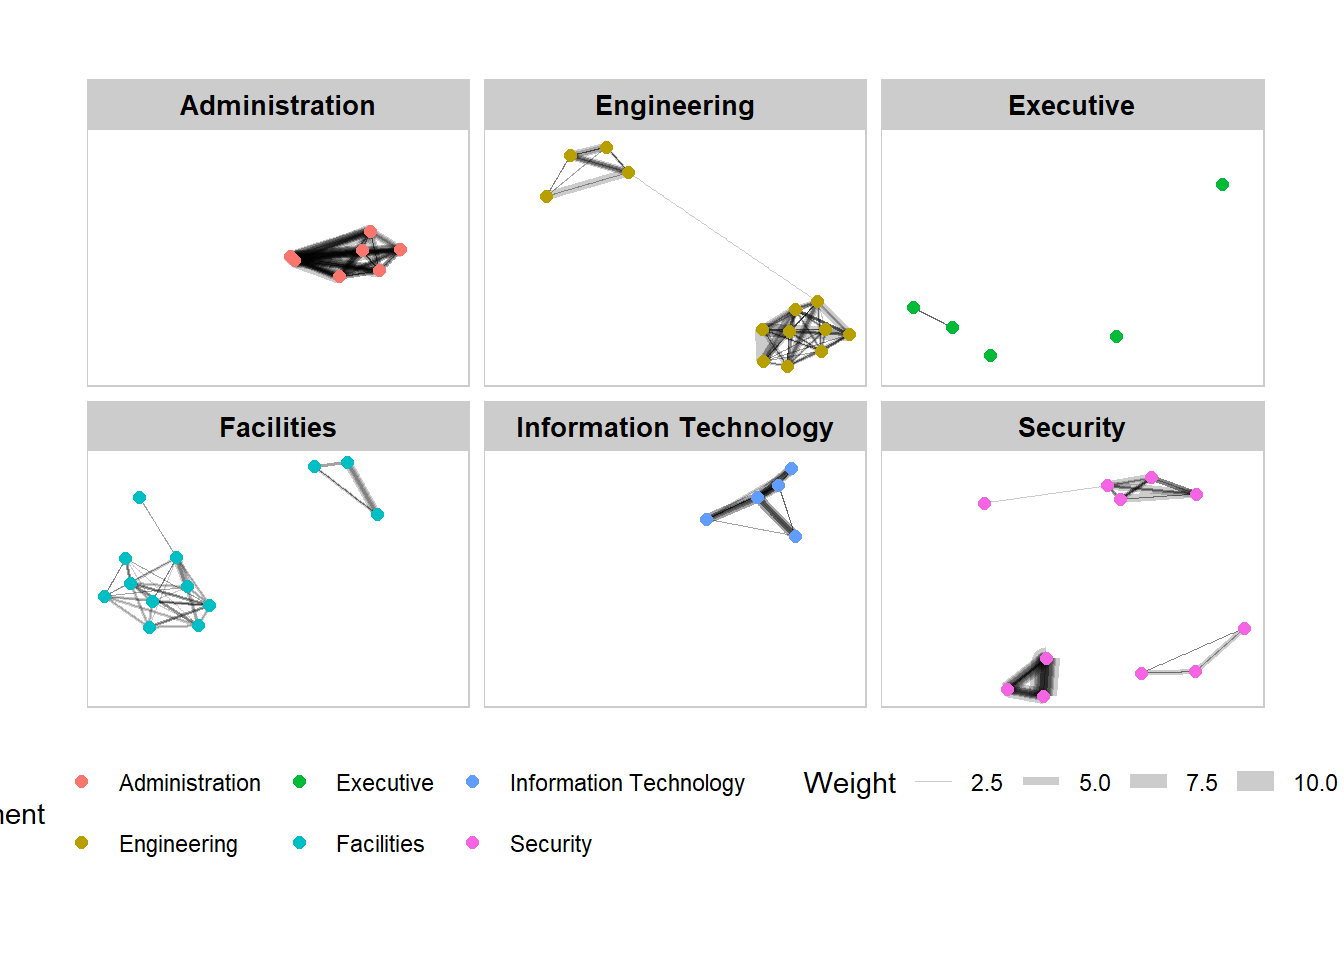 Administration
Engineering
Executive
Facilities
Information Technology
Security
Administration
Executive
Information Technology
Weight
2.5
5.0
7.5
10.0
nent
Engineering
Facilities
Security